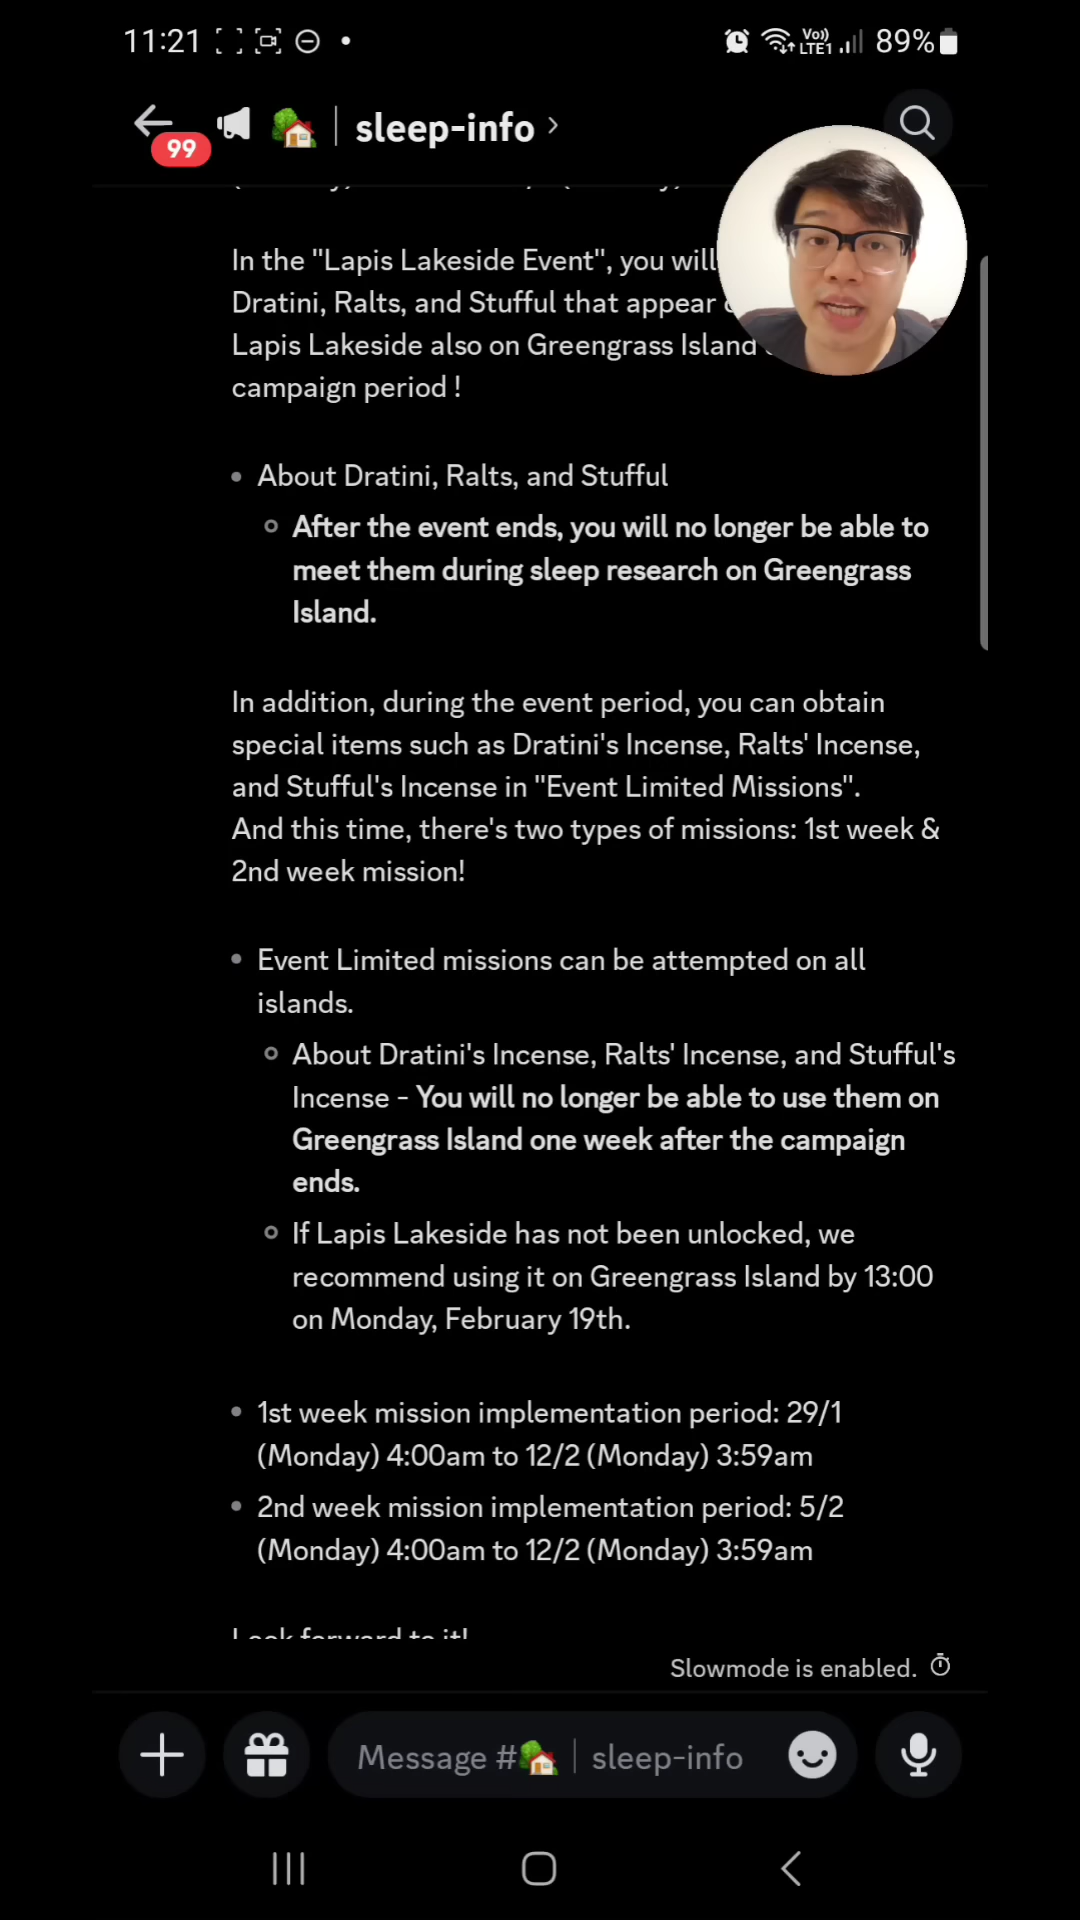 11:21
Vo))
LTE1
89%
99
sleep-info
In the "Lapis Lakeside Event", you will
Dratini, Ralts, and Stufful that appear
Lapis Lakeside also on Greengrass Island
campaign period !
About Dratini, Ralts, and Stufful
After the event ends, you will no longer be able to
meet them during sleep research on Greengrass
Island.
In addition, during the event period, you can obtain
special items such as Dratini's Incense, Ralts' Incense,
and Stufful's Incense in "Event Limited Missions".
And this time, there's two types of missions: 1st week &
2nd week mission!
Event Limited missions can be attempted on all
islands.
About Dratini's Incense, Ralts' Incense, and Stufful's
Incense - You will no longer be able to use them on
Greengrass Island one week after the campaign
ends.
If Lapis Lakeside has not been unlocked, we
recommend using it on Greengrass Island by 13:00
on Monday, February 19th.
1st week mission implementation period: 29/1
(Monday) 4:00am to 12/2 (Monday) 3:59am
2nd week mission implementation period: 5/2
(Monday) 4:00am to 12/2 (Monday) 3:59am
Look forward to it!
Slowmode is enabled.
Message # | sleep-info